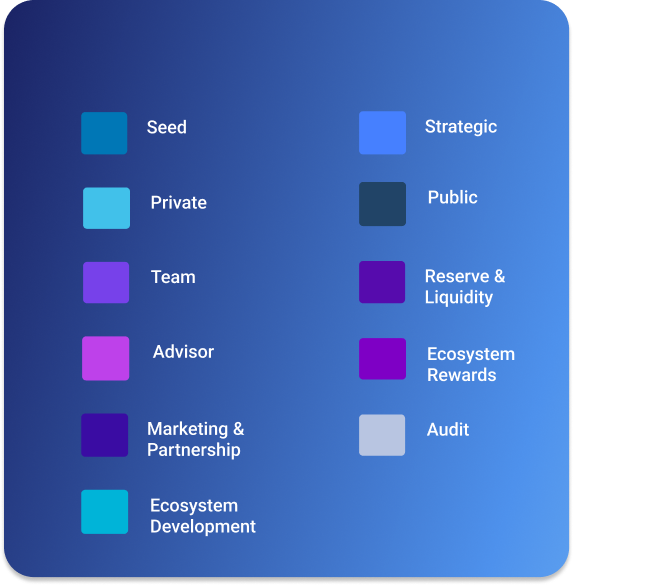 Seed
Private
Team
Advisor
Marketing &
Partnership
Ecosystem
Development
Strategic
Public
Reserve &
Liquidity
Ecosystem
Rewards
Audit